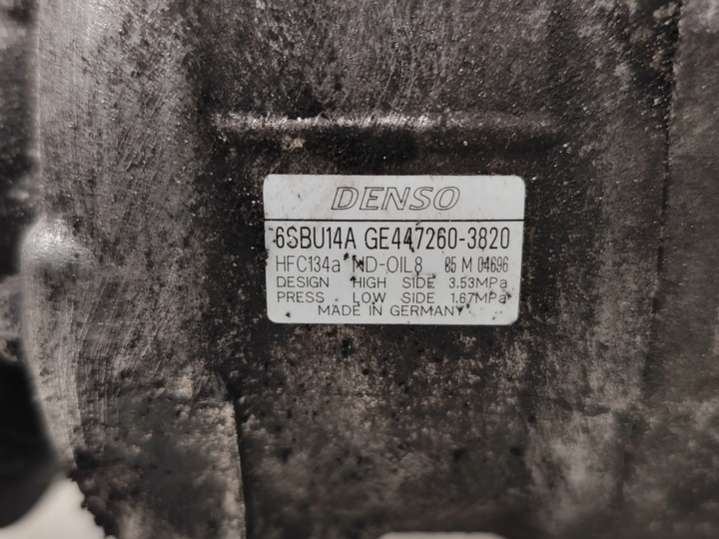 DENSO
6SBU14A GE447260-3820
HFC134a ND-OIL8 85 M 04696
DESIGN HIGH SIDE 3.53MPa
PRESS LOW SIDE 1.67MPa
MADE IN GERMANY